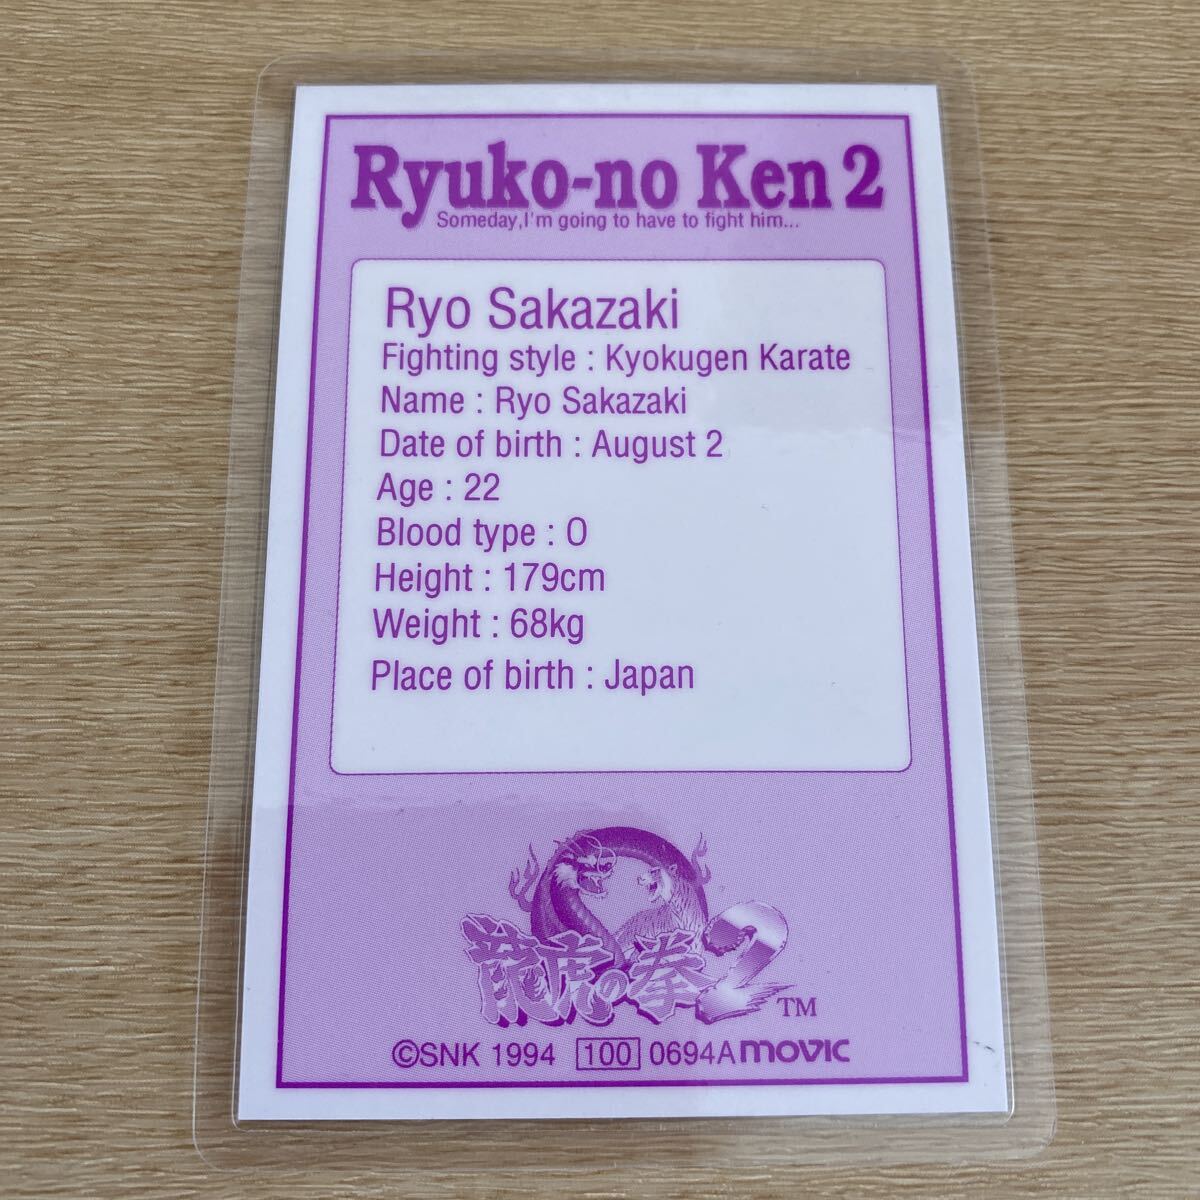 Ryuko-no Ken 2
Someday,I'm going to have to fight him...
Ryo Sakazaki
Fighting style : Kyokugen Karate
Name : Ryo Sakazaki
Date of birth : August 2
Age : 22
Blood type : O
Height : 179cm
Weight : 68kg
Place of birth : Japan
龍虎の拳2 TM
©SNK 1994 100 0694A movic